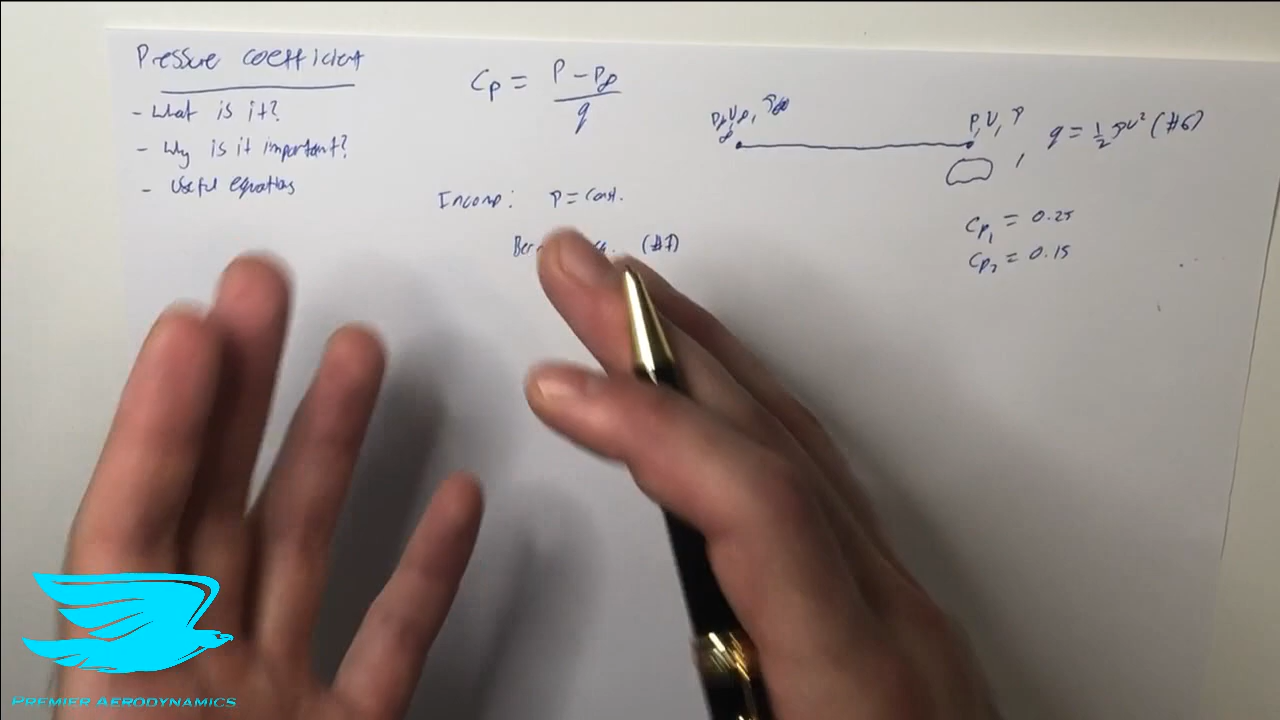 Pressure coefficient
- What is it?
- Why is it important?
- Useful equations
Cp = P - P∞ / q
P∞, V∞, ρ∞
P, V, ρ
q = ½ρv² (#6)
Incomp: ρ = Const.
(#7)
Cp₁ = 0.25
Cp₂ = 0.15
PREMIER AERODYNAMICS